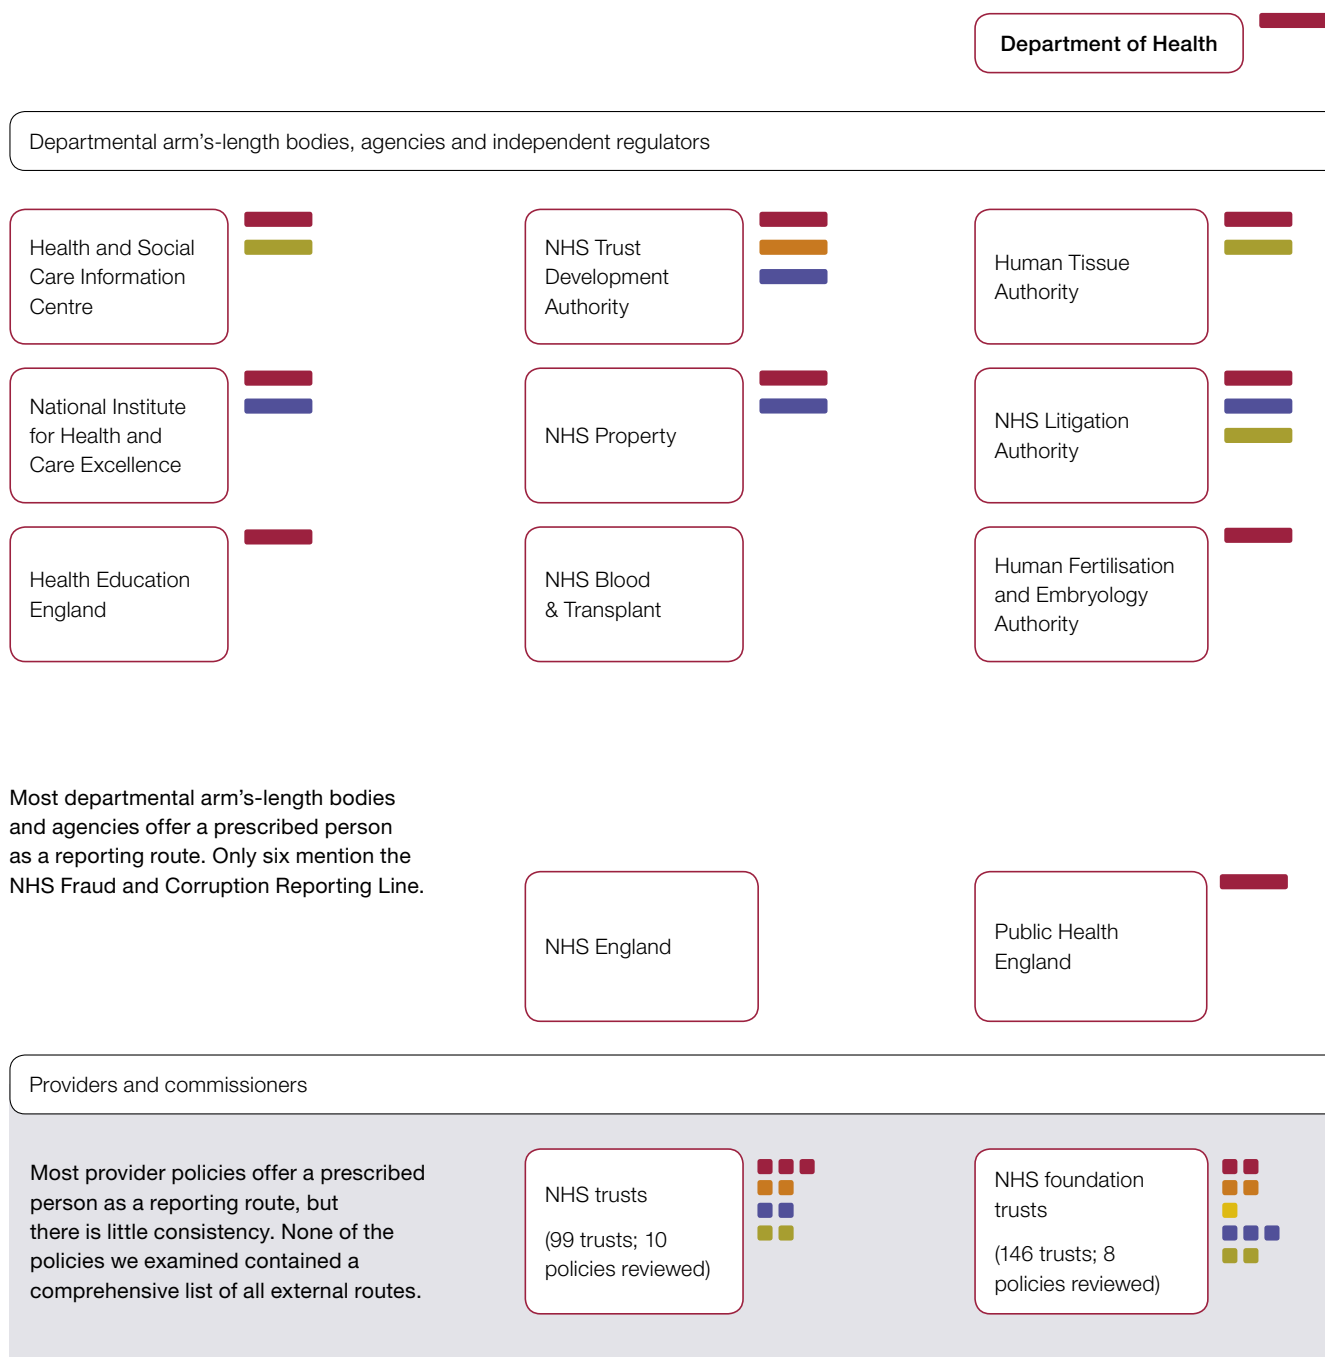 Department of Health
Departmental arm's-length bodies, agencies and independent regulators
Health and Social
Care Information
Centre
NHS Trust
Development
Authority
Human Tissue
Authority
National Institute
for Health and
Care Excellence
NHS Property
NHS Litigation
Authority
Health Education
England
NHS Blood
& Transplant
Human Fertilisation
and Embryology
Authority
Most departmental arm's-length bodies
and agencies offer a prescribed person
as a reporting route. Only six mention the
NHS Fraud and Corruption Reporting Line.
NHS England
Public Health
England
Providers and commissioners
Most provider policies offer a prescribed
person as a reporting route, but
there is little consistency. None of the
policies we examined contained a
comprehensive list of all external routes.
NHS trusts
(99 trusts; 10
policies reviewed)
NHS foundation
trusts
(146 trusts; 8
policies reviewed)